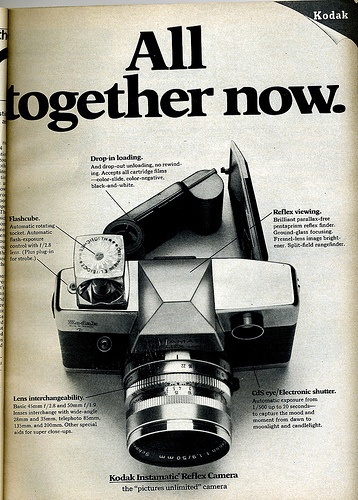 Kodak
All
together now.
Drop-in loading.
And drop-out unloading, no rewind-
ing. Accepts all cartridge films
—color-slide, color-negative,
black-and-white.
Flashcube.
Automatic rotating
socket. Automatic
flash-exposure
control with f/2.8
lens. (Plus plug-in
for strobe.)
Reflex viewing.
Brilliant parallax-free
pentaprism reflex finder.
Ground-glass focusing.
Fresnel-lens image bright-
ener. Split-field rangefinder.
Lens interchangeability.
Basic 45mm f/2.8 and 50mm f/1.9
lenses interchange with wide-angle
28mm and 35mm, telephoto 85mm,
135mm, and 200mm. Other special
aids for super close-ups.
CdS eye/Electronic shutter.
Automatic exposure from
1/500 up to 20 seconds—
to capture the mood
and moment from dawn to
moonlight and candlelight.
Kodak Instamatic Reflex Camera
the "pictures unlimited" camera